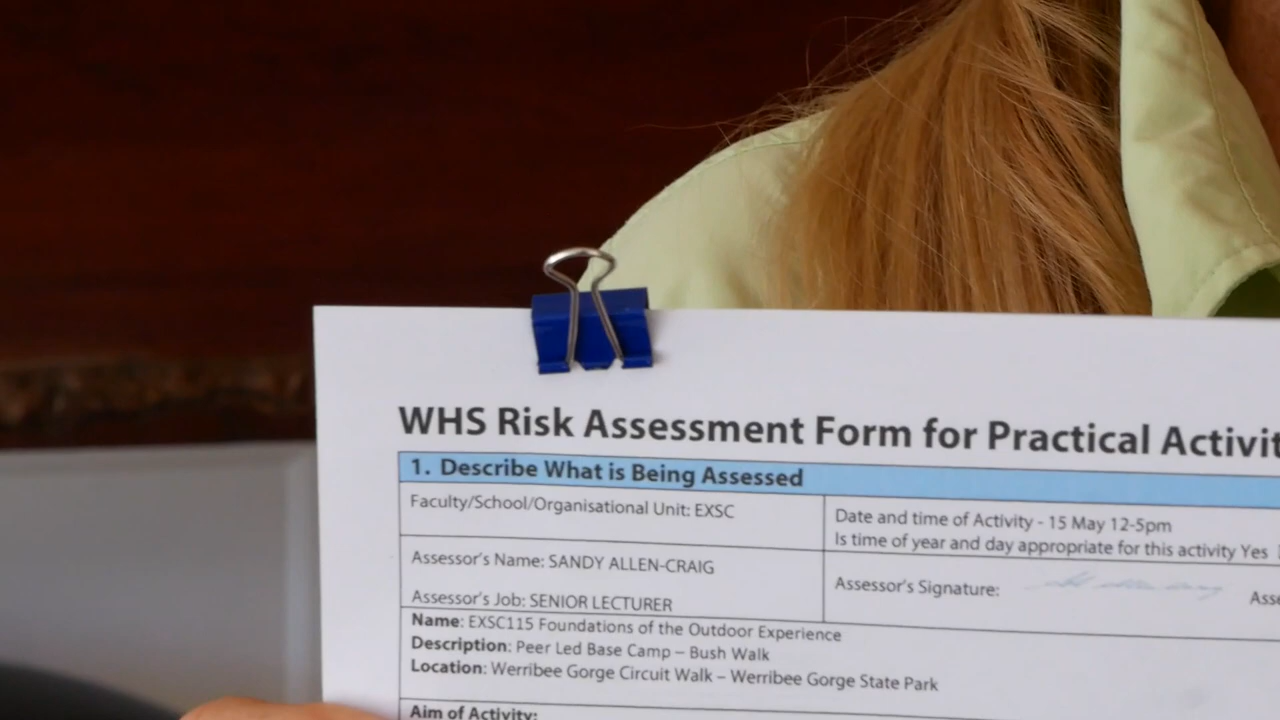 WHS Risk Assessment Form for Practical
1. Describe What is Being Assessed
Faculty/School/Organisational Unit: EXSC
Date and time of Activity - 15 May 12-5pm
Is time of year and day appropriate for this activity Yes
Assessor's Name: SANDY ALLEN-CRAIG
Assessor's Signature:
Assessor's Job: SENIOR LECTURER
Name: EXSC115 Foundations of the Outdoor Experience
Description: Peer Led Base Camp – Bush Walk
Location: Werribee Gorge Circuit Walk – Werribee Gorge State Park
Aim of Activity: